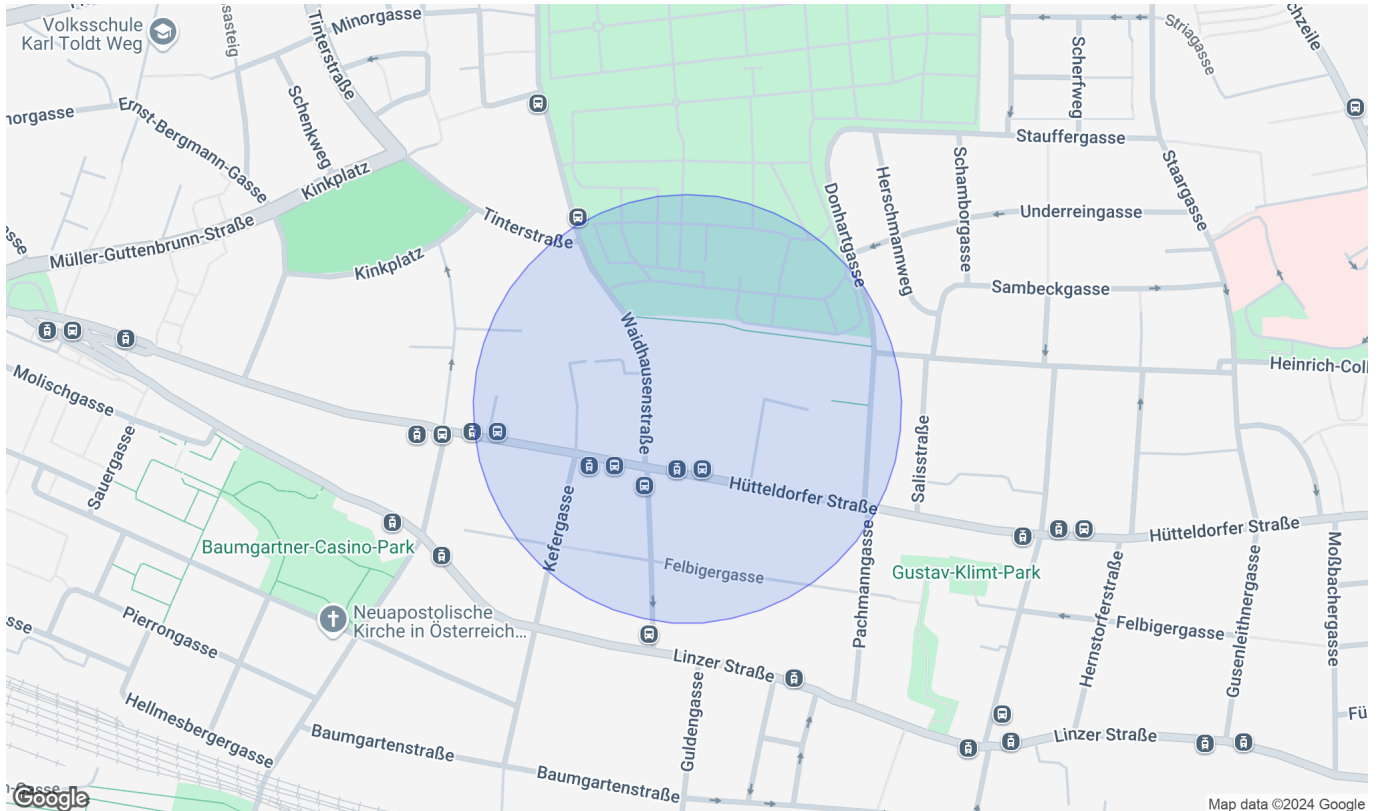 Volksschule
Karl Toldt Weg
Minorgasse
Tinterstraße
norgasse
Ernst-Bergmann-Gasse
Schenkweg
Kinkplatz
Müller-Guttenbrunn-Straße
Kinkplatz
Tinterstraße
Striagasse
Scherfweg
Stauffergasse
Staargasse
Schamborgasse
Herschmannweg
Donhartgasse
Underreingasse
Sambeckgasse
Heinrich-Coll
Waidhausenstraße
Molischgasse
Sauergasse
Baumgartner-Casino-Park
Kefergasse
Hütteldorfer Straße
Salisstraße
Hütteldorfer Straße
Felbigergasse
Gustav-Klimt-Park
Pachmanngasse
Felbigergasse
Hernstorferstraße
Gusenleithnergasse
Moßbachergasse
Neuapostolische
Kirche in Österreich...
Pierrongasse
Hellmesbergergasse
Linzer Straße
Guldengasse
Linzer Straße
Fü
Baumgartenstraße
Baumgartenstraße
n-Gasse
Google
Map data ©2024 Google